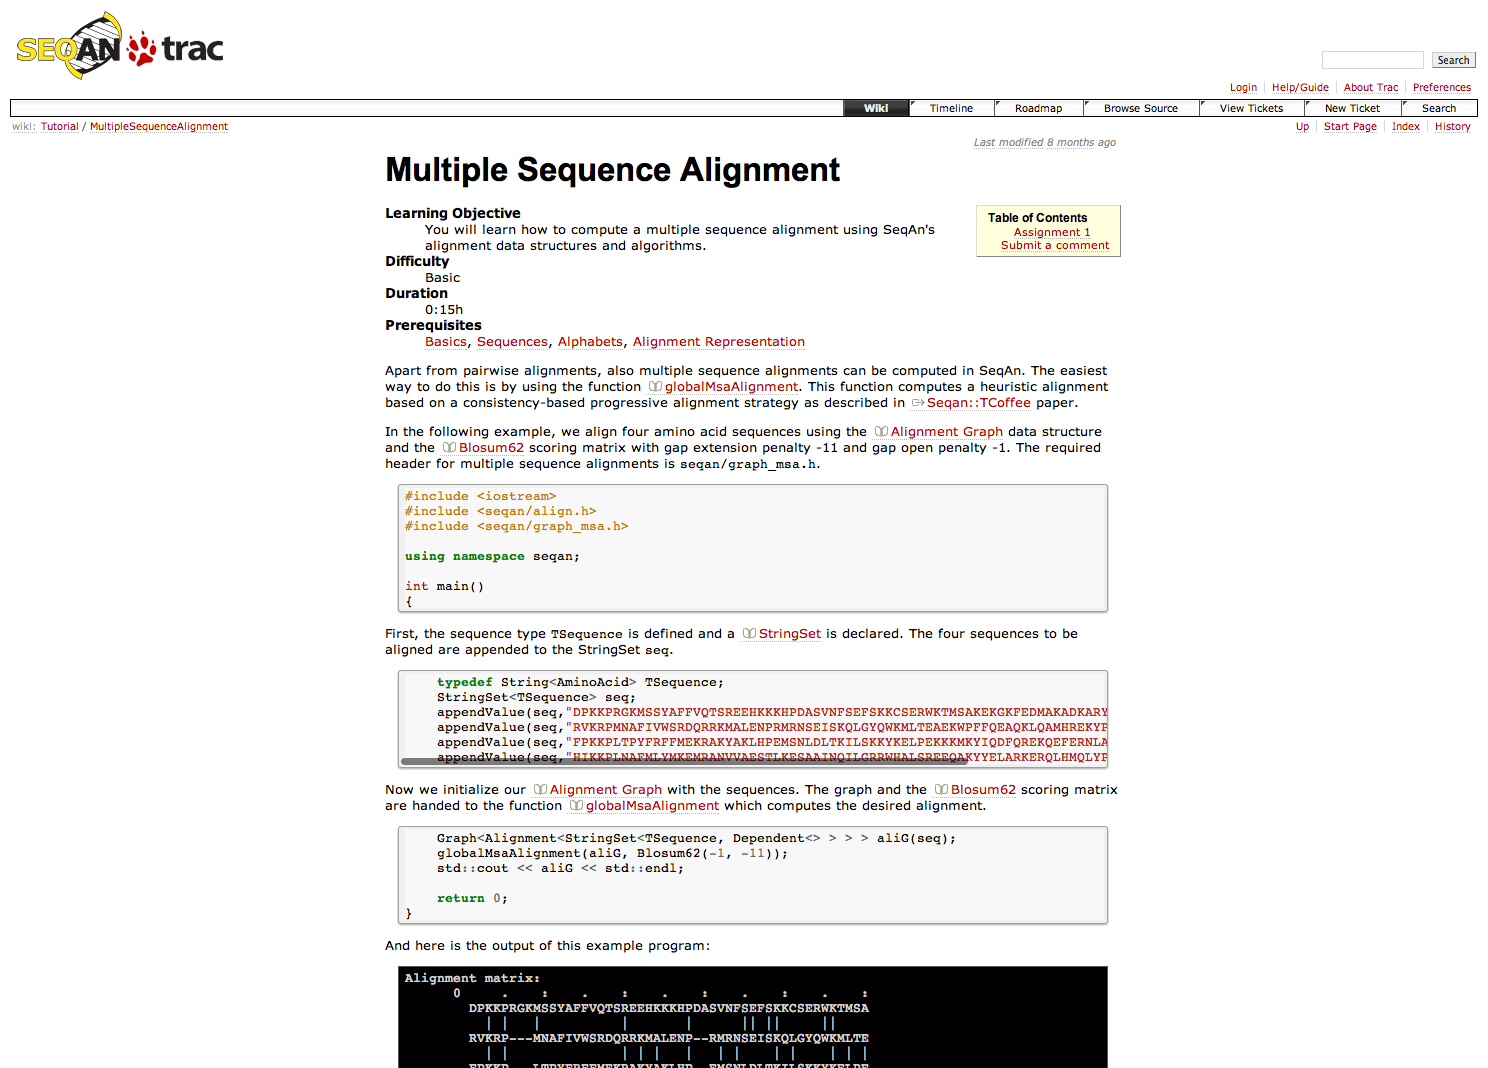 SEQAN trac
Search
Login Help/Guide About Trac Preferences
Wiki Timeline Roadmap Browse Source View Tickets New Ticket Search
wiki: Tutorial / MultipleSequenceAlignment
Up Start Page Index History
Last modified 8 months ago
Multiple Sequence Alignment
Table of Contents
Assignment 1
Submit a comment
Learning Objective
You will learn how to compute a multiple sequence alignment using SeqAn's
alignment data structures and algorithms.
Difficulty
Basic
Duration
0:15h
Prerequisites
Basics, Sequences, Alphabets, Alignment Representation
Apart from pairwise alignments, also multiple sequence alignments can be computed in SeqAn. The easiest
way to do this is by using the function globalMsaAlignment. This function computes a heuristic alignment
based on a consistency-based progressive alignment strategy as described in Seqan::TCoffee paper.
In the following example, we align four amino acid sequences using the Alignment Graph data structure
and the Blosum62 scoring matrix with gap extension penalty -11 and gap open penalty -1. The required
header for multiple sequence alignments is seqan/graph_msa.h.
#include <iostream>
#include <seqan/align.h>
#include <seqan/graph_msa.h>
using namespace seqan;
int main()
{
First, the sequence type TSequence is defined and a StringSet is declared. The four sequences to be
aligned are appended to the StringSet seq.
typedef String<AminoAcid> TSequence;
StringSet<TSequence> seq;
appendValue(seq,"DPKKPRGKMSSYAFFVQTSREEHKKKHPDASVNFSEFSKKCSERWKTMSAKEKGKFEDMAKADKARY
appendValue(seq,"RVKRPMNAFIVWSRDQRRKMALENPRMRNSEISKQLGYQWKMLTEAEKWPFFQEAQKLQAMHREKYP
appendValue(seq,"FPKKPLTPYFRFFMEKRAKYAKLHPEMSNLDLTKILSKKYKELPEKKKMKYIQDFQREKQEFERNLA
appendValue(seq,"HIKKPLNAFMLYMKEMRANVVAESTLKESAAINQILGRRWHALSREEQAKYYELARKERQLHMQLYP
Now we initialize our Alignment Graph with the sequences. The graph and the Blosum62 scoring matrix
are handed to the function globalMsaAlignment which computes the desired alignment.
Graph<Alignment<StringSet<TSequence, Dependent<> > > > aliG(seq);
globalMsaAlignment(aliG, Blosum62(-1, -11));
std::cout << aliG << std::endl;
return 0;
}
And here is the output of this example program:
Alignment matrix:
0 . : . : . : . : . :
DPKKPRGKMSSYAFFVQTSREEHKKKHPDASVNFSEFSKKCSERWKTMSA
| | | | | || || ||
RVKRP---MNAFIVWSRDQRRKMALENP--RMRNSEISKQLGYQWKMLTE
| | | | | | | | | | | | |
FPKKP---LTPYFRFFMEKRAKYAKLHP--EMSNLDLTKILSKKYKELPE